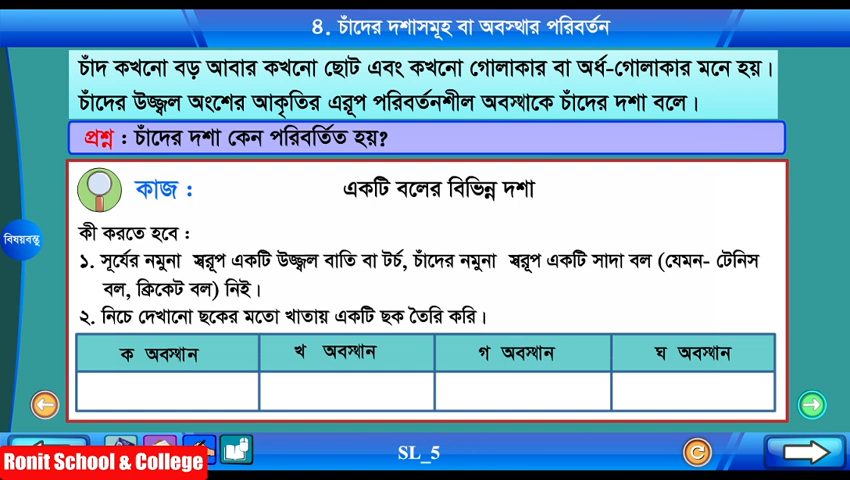 ৪. চাঁদের দশাসমূহ বা অবস্থার পরিবর্তন
চাঁদ কখনো বড় আবার কখনো ছোট এবং কখনো গোলাকার বা অর্ধ-গোলাকার মনে হয়।
চাঁদের উজ্জ্বল অংশের আকৃতির এরূপ পরিবর্তনশীল অবস্থাকে চাঁদের দশা বলে।
প্রশ্ন : চাঁদের দশা কেন পরিবর্তিত হয়?
কাজ : একটি বলের বিভিন্ন দশা
বিষয়বস্তু
কী করতে হবে :
১. সূর্যের নমুনা স্বরূপ একটি উজ্জ্বল বাতি বা টর্চ, চাঁদের নমুনা স্বরূপ একটি সাদা বল (যেমন- টেনিস
বল, ক্রিকেট বল) নিই।
২. নিচে দেখানো ছকের মতো খাতায় একটি ছক তৈরি করি।
ক অবস্থান খ অবস্থান গ অবস্থান ঘ অবস্থান
SL_5
Ronit School & College